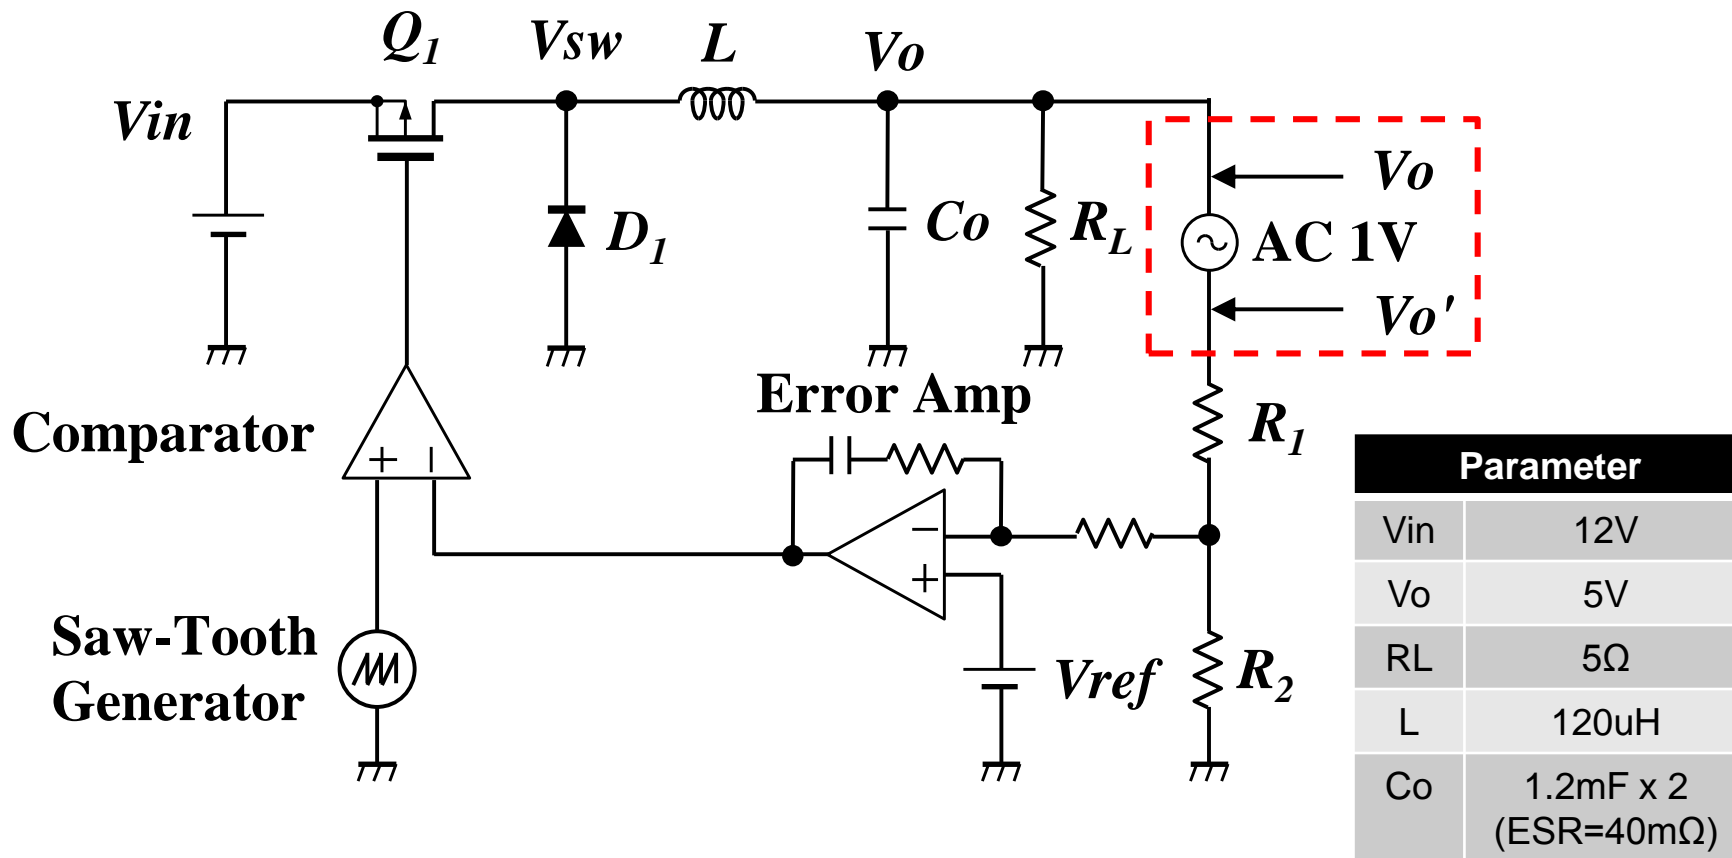 Q1
Vsw
L
Vo
Vin
D1
Co
RL
Vo
AC 1V
Vo'
Error Amp
Comparator
+ −
R1
−
+
Saw-Tooth
Generator
Vref
R2
Parameter
Vin 12V
Vo 5V
RL 5Ω
L 120uH
Co 1.2mF x 2
(ESR=40mΩ)